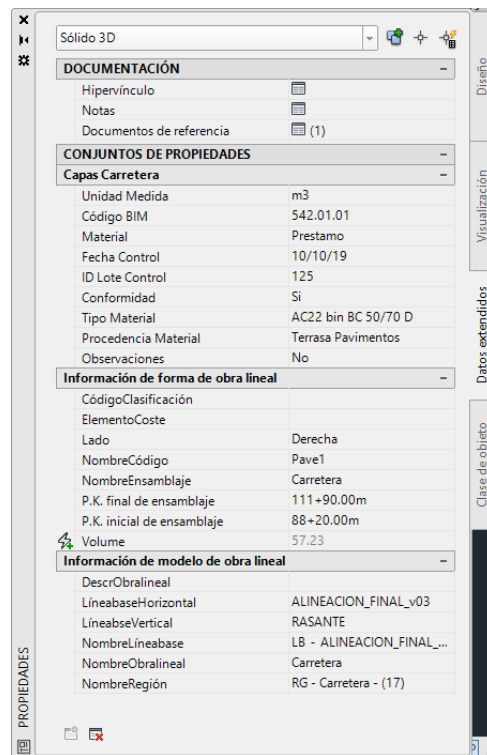 Sólido 3D
DOCUMENTACIÓN
Hipervínculo
Notas
Documentos de referencia (1)
CONJUNTOS DE PROPIEDADES
Capas Carretera
Unidad Medida m3
Código BIM 542.01.01
Material Prestamo
Fecha Control 10/10/19
ID Lote Control 125
Conformidad Si
Tipo Material AC22 bin BC 50/70 D
Procedencia Material Terrasa Pavimentos
Observaciones No
Información de forma de obra lineal
CódigoClasificación
ElementoCoste
Lado Derecha
NombreCódigo Pave1
NombreEnsamblaje Carretera
P.K. final de ensamblaje 111+90.00m
P.K. inicial de ensamblaje 88+20.00m
Volume 57.23
Información de modelo de obra lineal
DescrObralineal
LíneabaseHorizontal ALINEACION_FINAL_v03
LíneabseVertical RASANTE
NombreLíneabase LB - ALINEACION_FINAL_...
NombreObralineal Carretera
NombreRegión RG - Carretera - (17)
PROPIEDADES
Diseño
Visualización
Datos extendidos
Clase de objeto